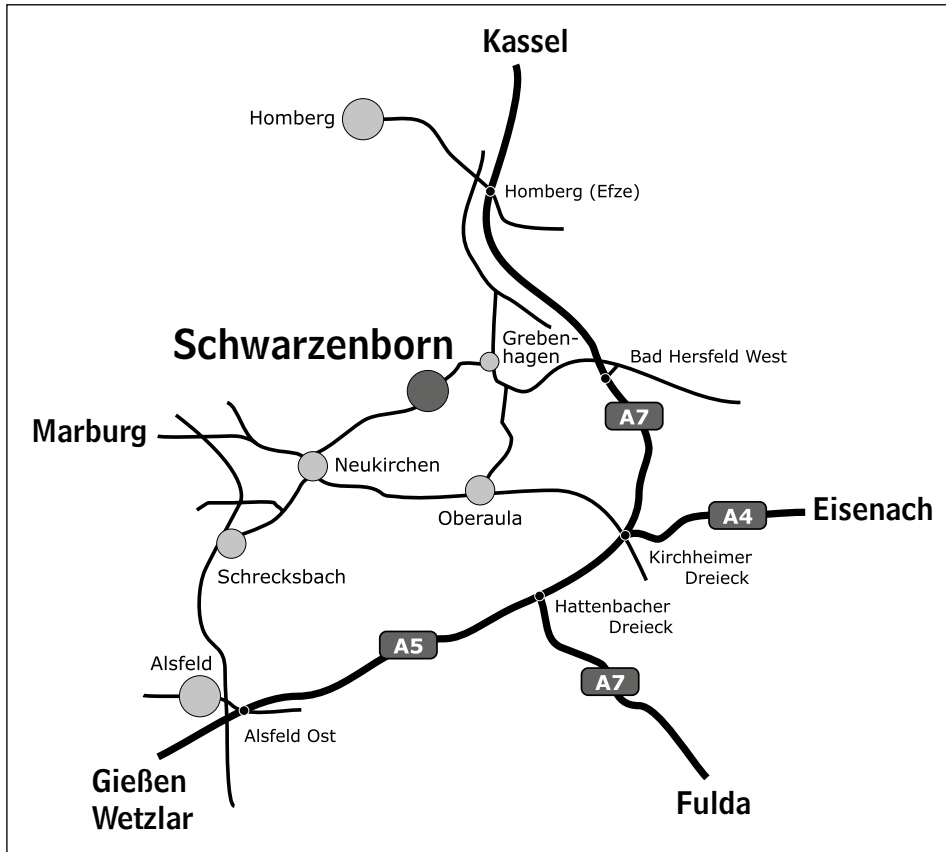 Kassel
Homberg
Homberg (Efze)
Schwarzenborn
Greben-
hagen
Bad Hersfeld West
A7
Marburg
Neukirchen
Oberaula
A4
Eisenach
Schrecksbach
Kirchheimer
Dreieck
Hattenbacher
Dreieck
A5
Alsfeld
A7
Alsfeld Ost
Gießen
Wetzlar
Fulda